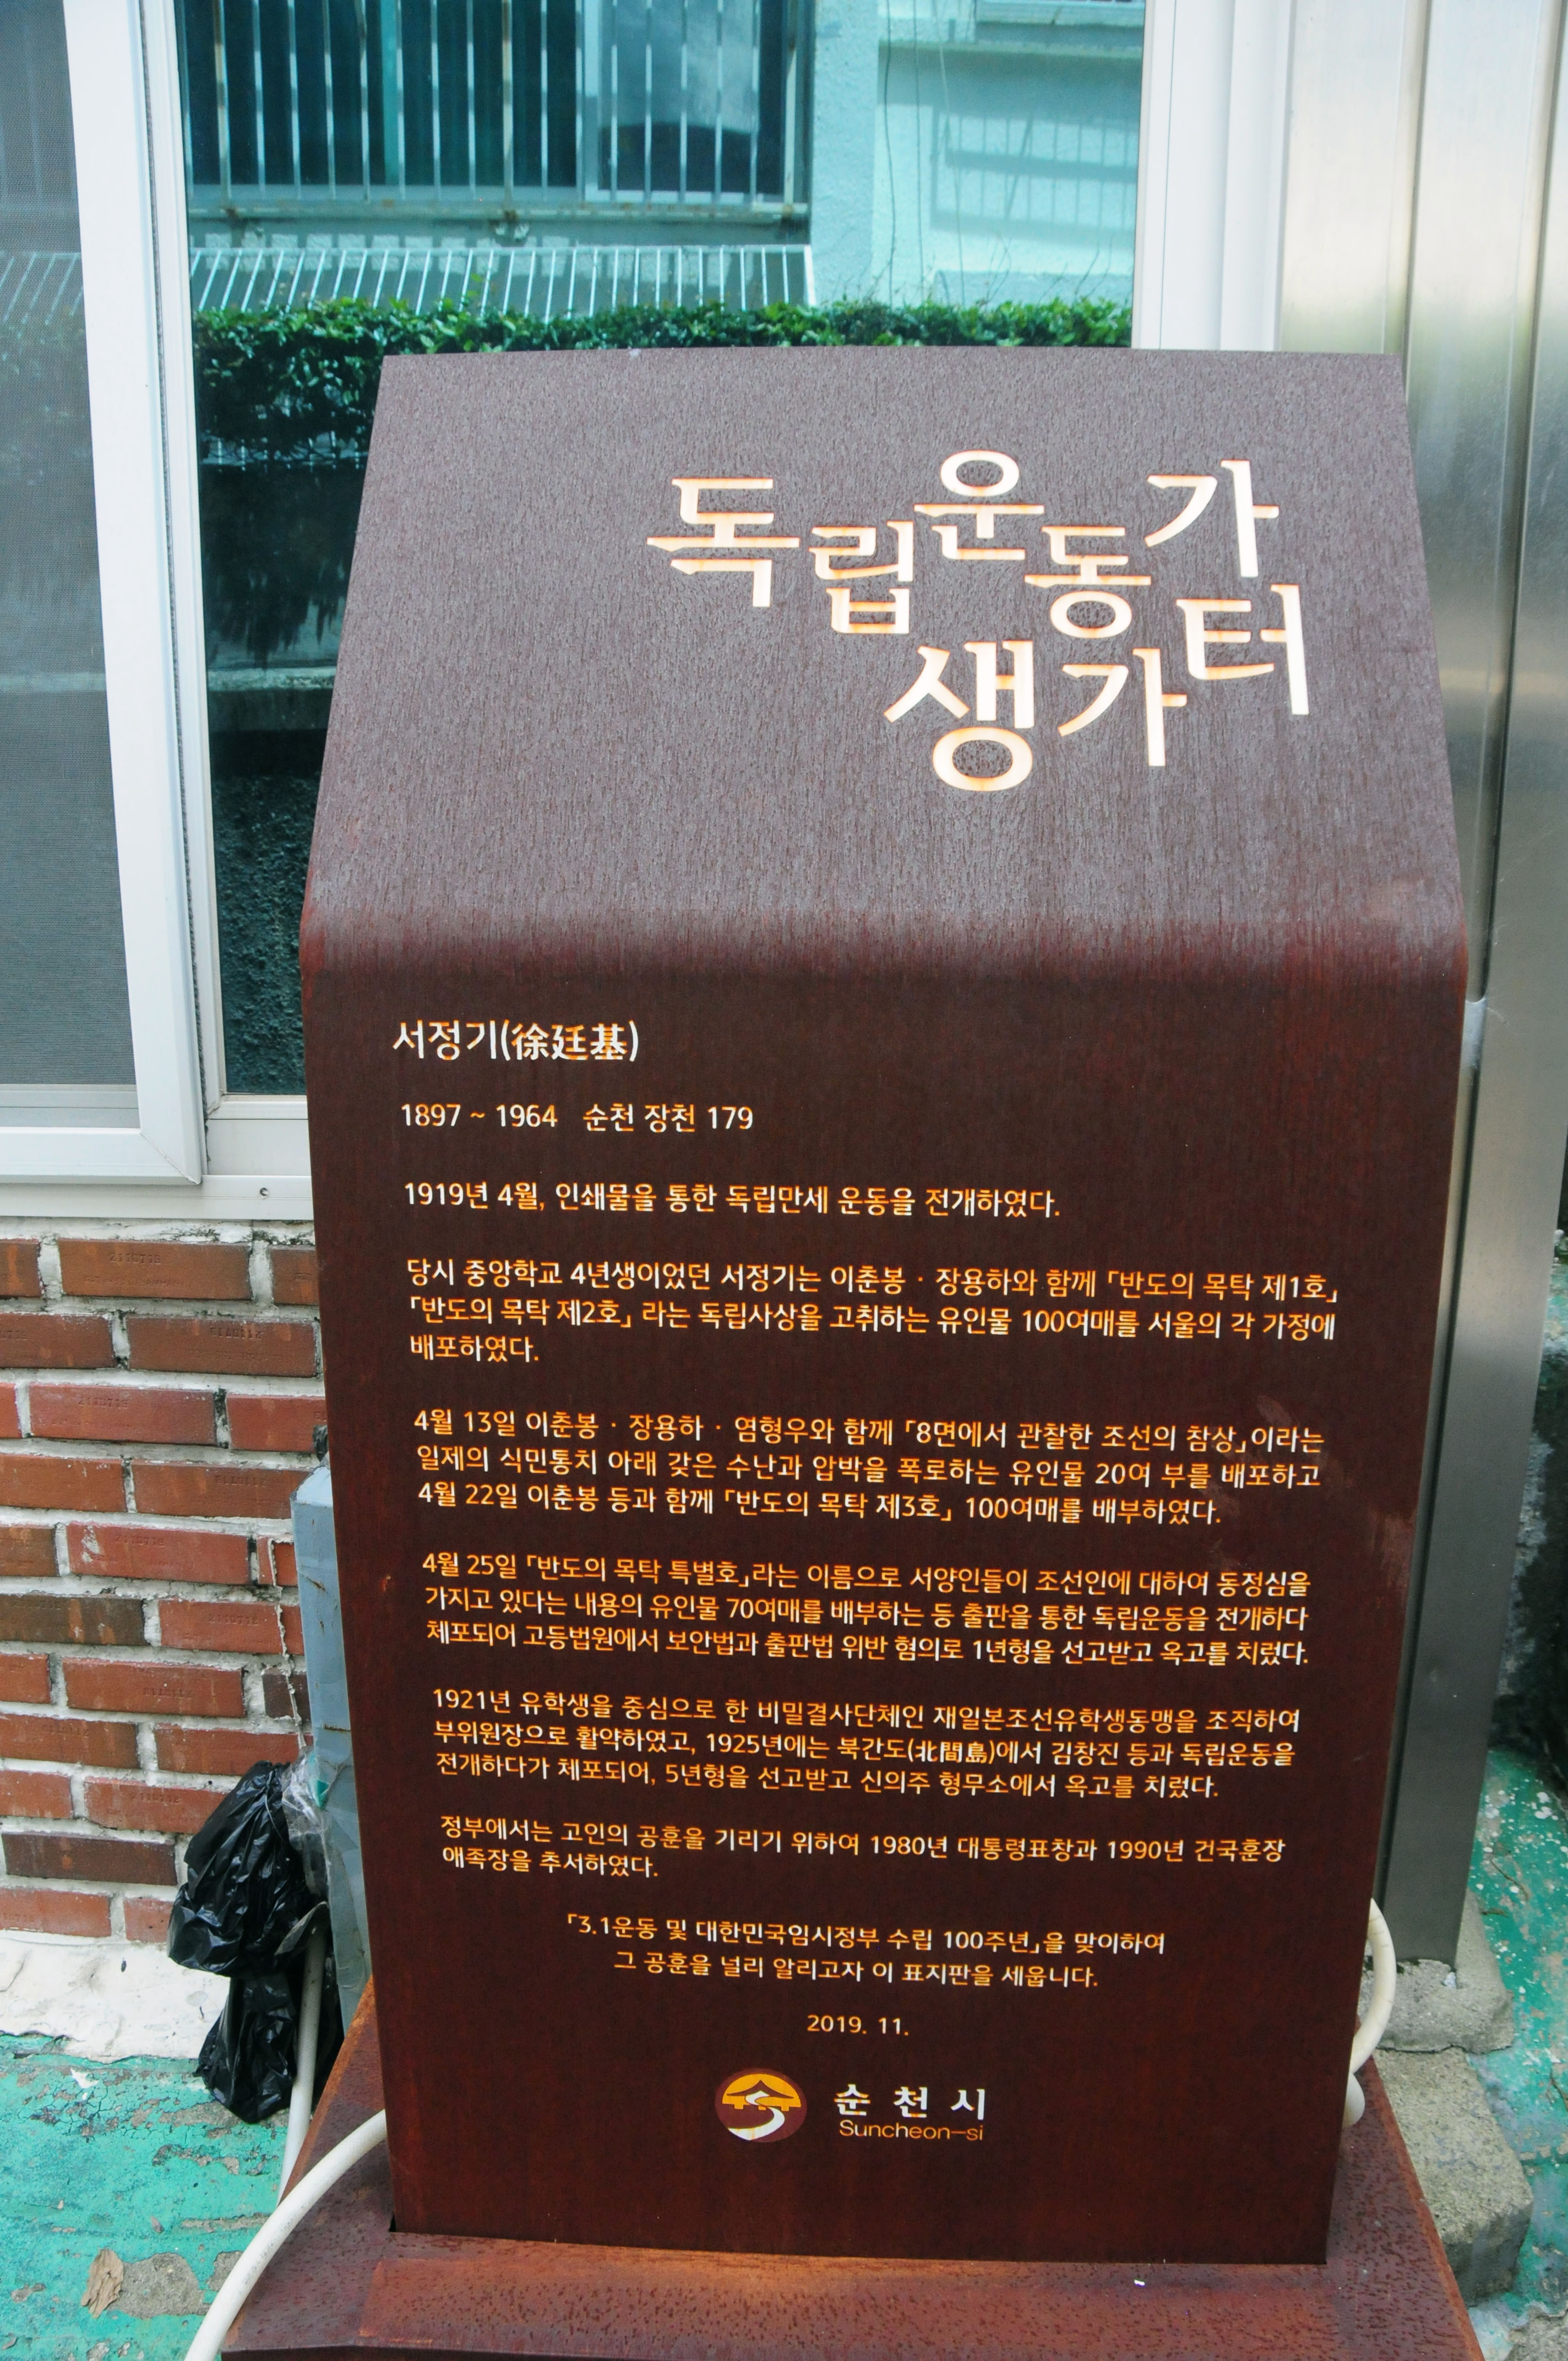 독립운동가
생가터
서정기(徐廷基)
1897 ~ 1964 순천 장천 179
1919년 4월, 인쇄물을 통한 독립만세 운동을 전개하였다.
당시 중앙학교 4년생이었던 서정기는 이춘봉 · 장용하와 함께 「반도의 목탁 제1호」
「반도의 목탁 제2호」 라는 독립사상을 고취하는 유인물 100여매를 서울의 각 가정에
배포하였다.
4월 13일 이춘봉 · 장용하 · 염형우와 함께 「8면에서 관찰한 조선의 참상」이라는
일제의 식민통치 아래 갖은 수난과 압박을 폭로하는 유인물 20여 부를 배포하고
4월 22일 이춘봉 등과 함께 「반도의 목탁 제3호」 100여매를 배부하였다.
4월 25일 「반도의 목탁 특별호」라는 이름으로 서양인들이 조선인에 대하여 동정심을
가지고 있다는 내용의 유인물 70여매를 배부하는 등 출판을 통한 독립운동을 전개하다
체포되어 고등법원에서 보안법과 출판법 위반 혐의로 1년형을 선고받고 옥고를 치렀다.
1921년 유학생을 중심으로 한 비밀결사단체인 재일본조선유학생동맹을 조직하여
부위원장으로 활약하였고, 1925년에는 북간도(北間島)에서 김창진 등과 독립운동을
전개하다가 체포되어, 5년형을 선고받고 신의주 형무소에서 옥고를 치렀다.
정부에서는 고인의 공훈을 기리기 위하여 1980년 대통령표창과 1990년 건국훈장
애족장을 추서하였다.
「3.1운동 및 대한민국임시정부 수립 100주년」을 맞이하여
그 공훈을 널리 알리고자 이 표지판을 세웁니다.
2019. 11.
순천시
Suncheon-si